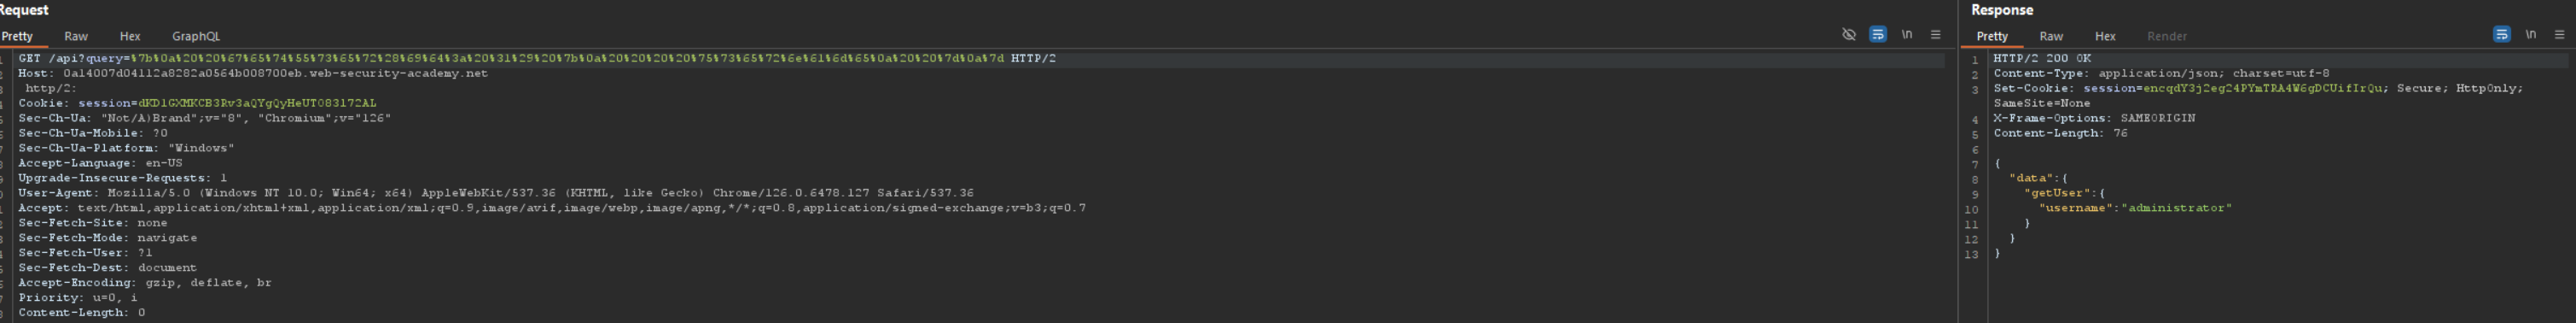 Request
Pretty Raw Hex GraphQL
\n
GET /api?query=%7b%0a%20%20%67%65%74%55%73%65%72%28%69%64%3a%20%31%29%20%7b%0a%20%20%20%20%75%73%65%72%6e%61%6d%65%0a%20%20%7d%0a%7d HTTP/2
Host: 0a14007d04112a8282a0564b008700eb.web-security-academy.net
http/2:
Cookie: session=dKD1GXMKCB3Rv3aQYgQyHeUT083172AL
Sec-Ch-Ua: "Not/A)Brand";v="8", "Chromium";v="126"
Sec-Ch-Ua-Mobile: ?0
Sec-Ch-Ua-Platform: "Windows"
Accept-Language: en-US
Upgrade-Insecure-Requests: 1
User-Agent: Mozilla/5.0 (Windows NT 10.0; Win64; x64) AppleWebKit/537.36 (KHTML, like Gecko) Chrome/126.0.6478.127 Safari/537.36
Accept: text/html,application/xhtml+xml,application/xml;q=0.9,image/avif,image/webp,image/apng,*/*;q=0.8,application/signed-exchange;v=b3;q=0.7
Sec-Fetch-Site: none
Sec-Fetch-Mode: navigate
Sec-Fetch-User: ?1
Sec-Fetch-Dest: document
Accept-Encoding: gzip, deflate, br
Priority: u=0, i
Content-Length: 0
Response
Pretty Raw Hex Render
\n
1 HTTP/2 200 OK
2 Content-Type: application/json; charset=utf-8
3 Set-Cookie: session=encqdY3j2eg24PYmTRA4W6gDCUifIrQu; Secure; HttpOnly;
SameSite=None
4 X-Frame-Options: SAMEORIGIN
5 Content-Length: 76
6
7 {
8 "data":{
9 "getUser":{
10 "username":"administrator"
11 }
12 }
13 }